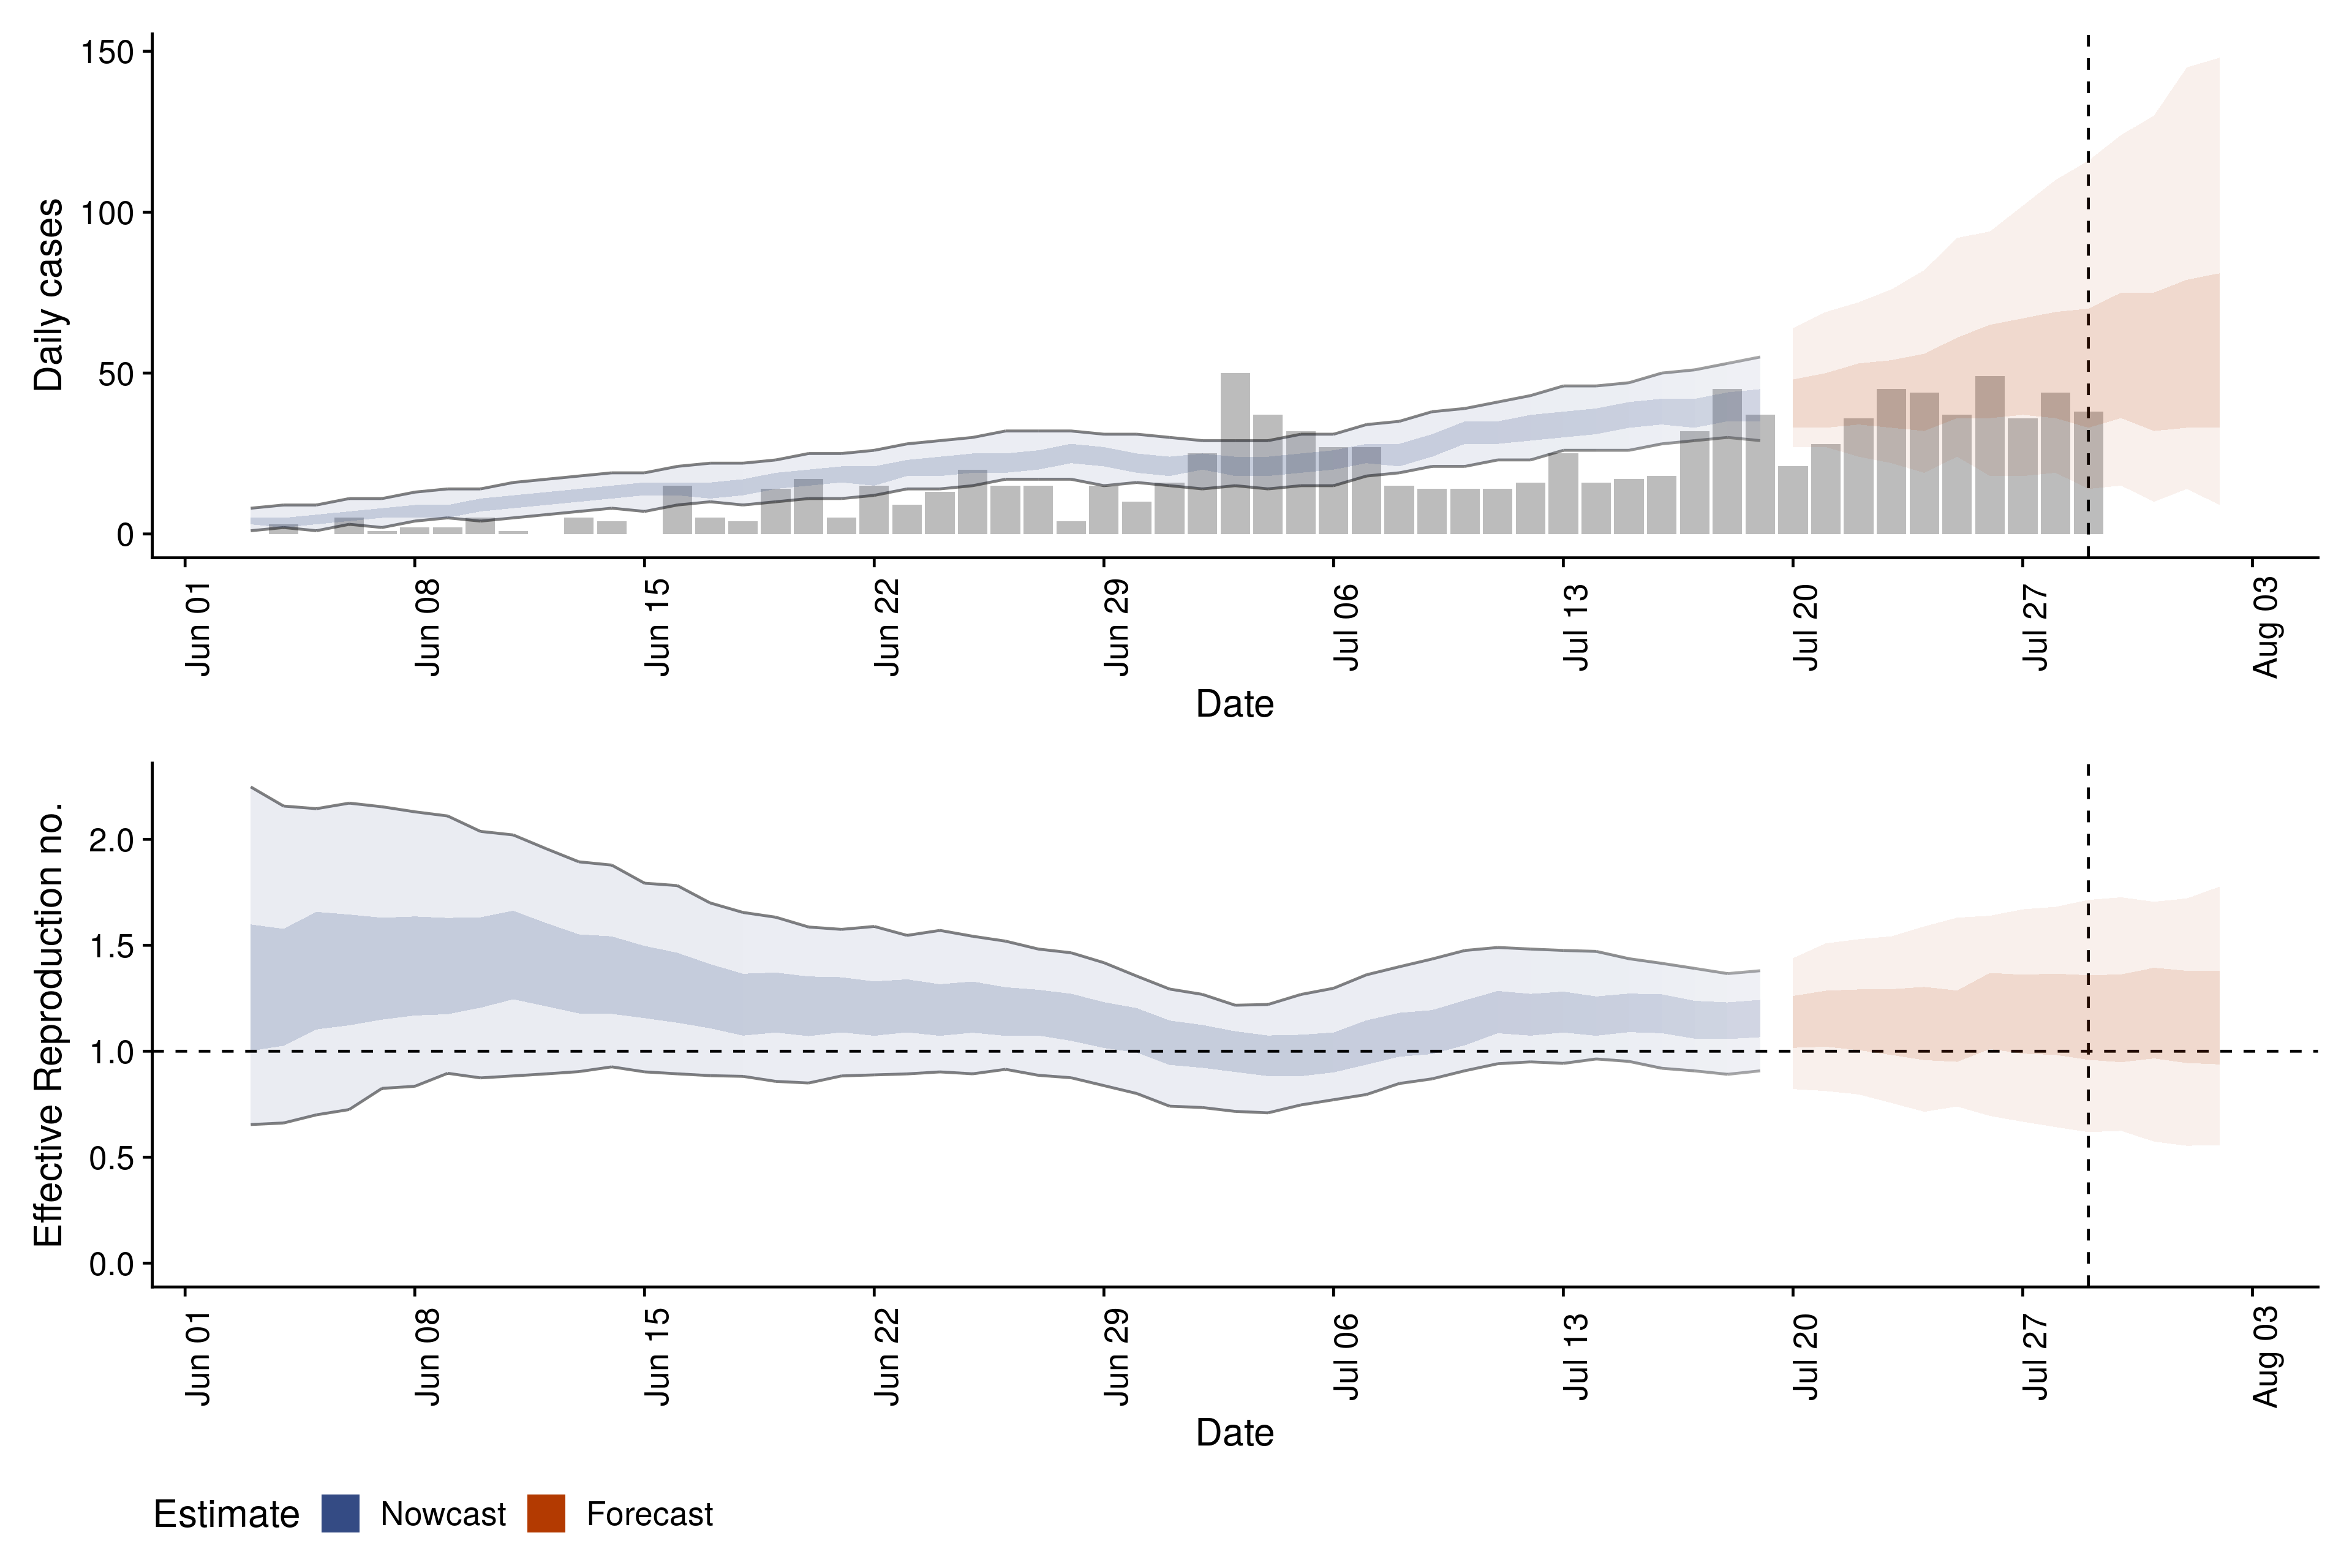 Daily cases
150
100
50
0
Jun 01
Jun 08
Jun 15
Jun 22
Jun 29
Jul 06
Jul 13
Jul 20
Jul 27
Aug 03
Date
Effective Reproduction no.
2.0
1.5
1.0
0.5
0.0
Jun 01
Jun 08
Jun 15
Jun 22
Jun 29
Jul 06
Jul 13
Jul 20
Jul 27
Aug 03
Date
Estimate Nowcast Forecast